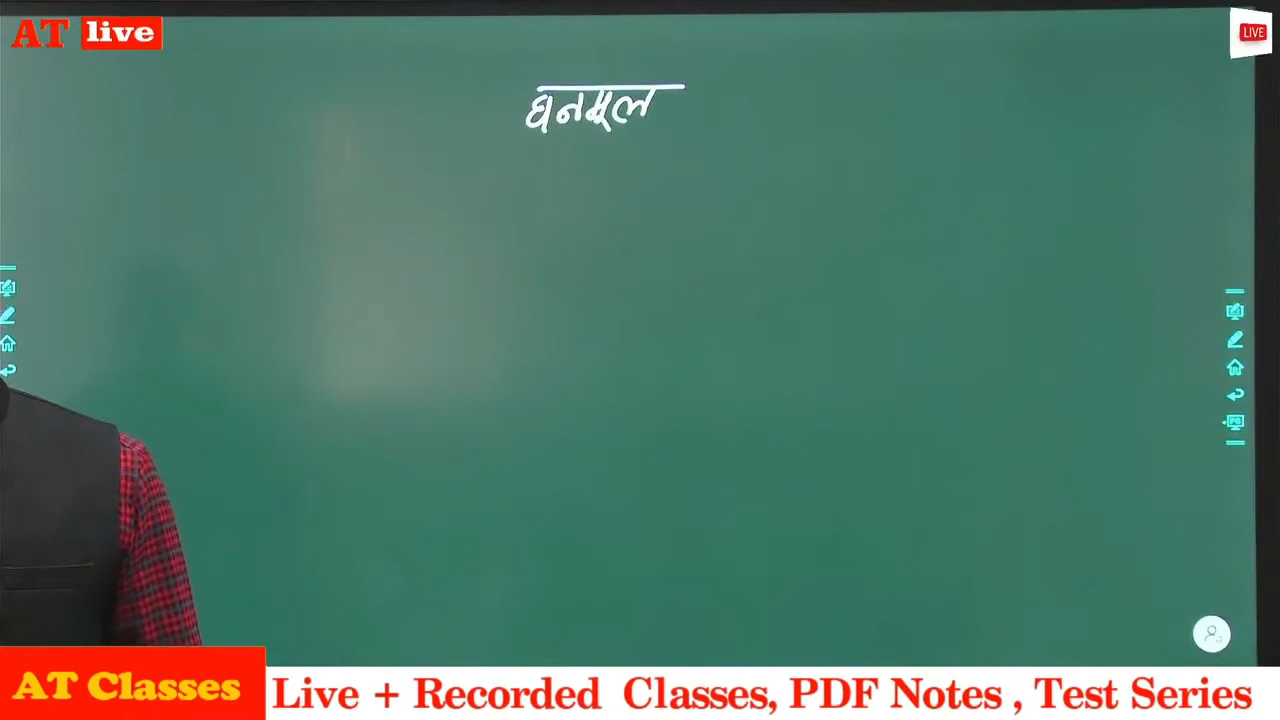 AT live
LIVE
घनमूल
AT Classes
Live + Recorded Classes, PDF Notes , Test Series